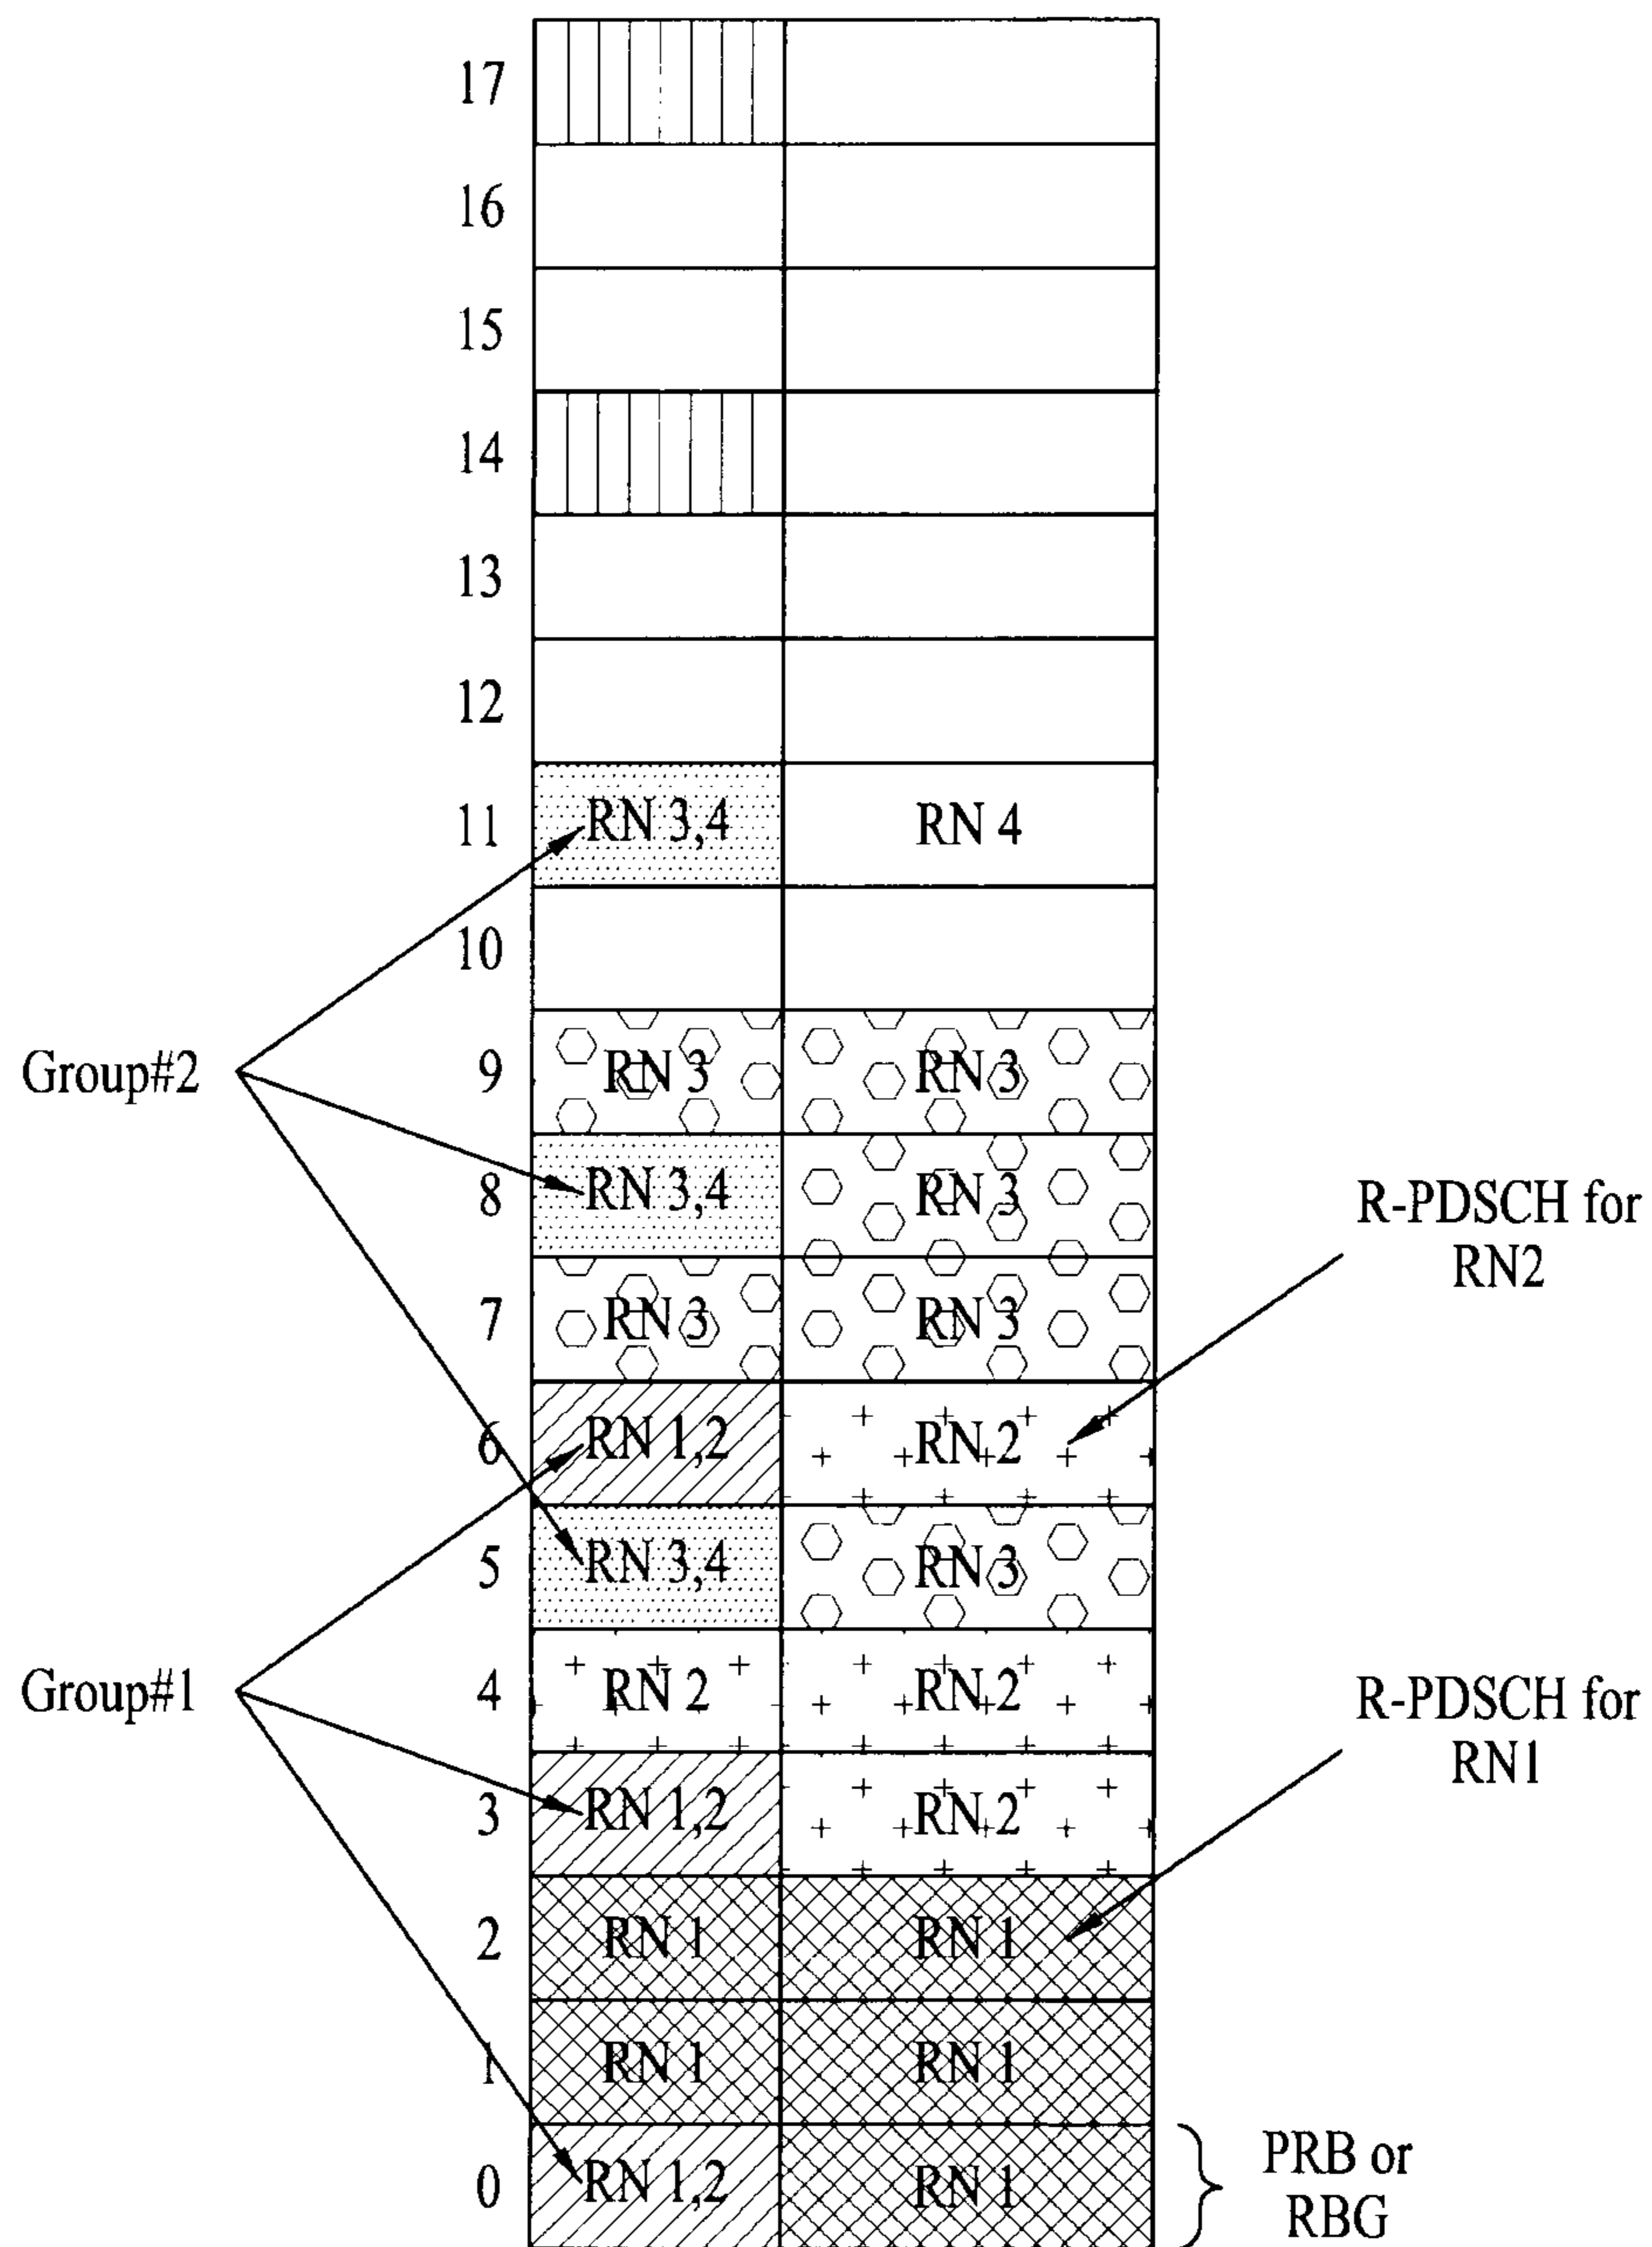 17
16
15
14
13
12
11 RN 3,4 RN 4
10
Group#2 9 RN 3 RN 3
8 RN 3,4 RN 3
R-PDSCH for
RN2
7 RN 3 RN 3
6 RN 1,2 RN 2
5 RN 3,4 RN 3
Group#1 4 RN 2 RN 2
R-PDSCH for
RN1
3 RN 1,2 RN 2
2 RN 1 RN 1
1 RN 1 RN 1
0 RN 1,2 RN 1
PRB or
RBG